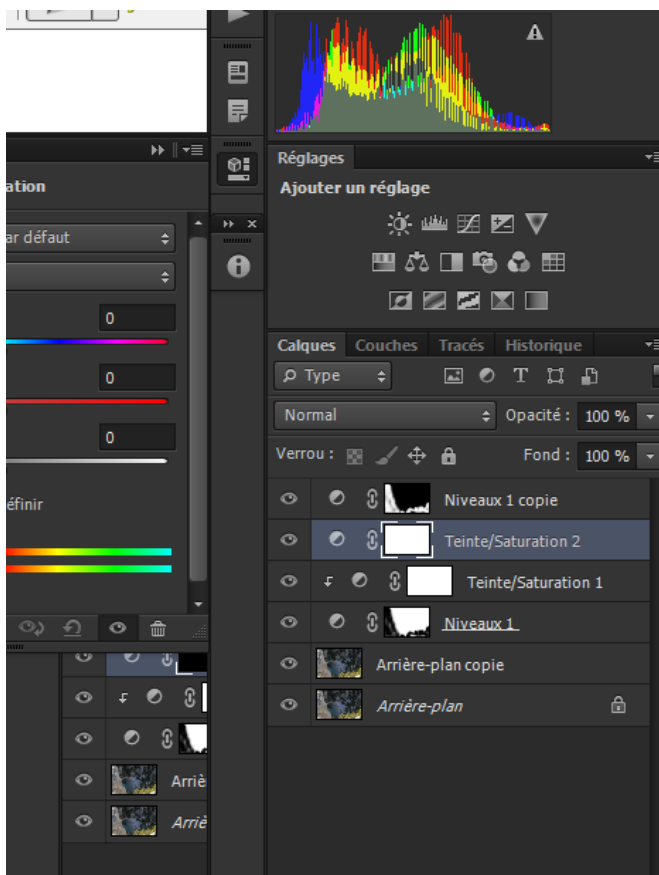 Réglages
Ajouter un réglage
Calques Couches Tracés Historique
Type
Normal Opacité : 100 %
Verrou : Fond : 100 %
Niveaux 1 copie
Teinte/Saturation 2
Teinte/Saturation 1
Niveaux 1
Arrière-plan copie
Arrière-plan
ation
ar défaut
0
0
0
éfinir
Arriè
Arriè